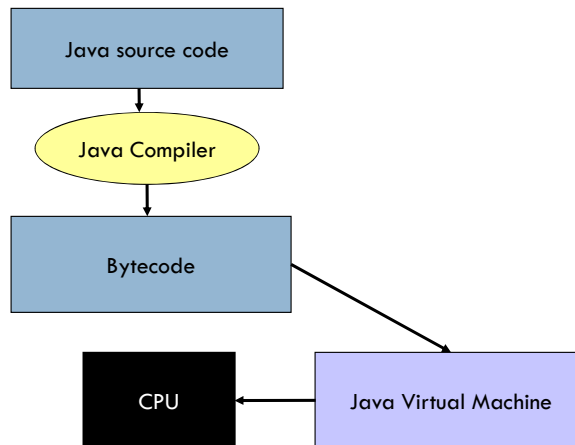 Java source code
Java Compiler
Bytecode
CPU
Java Virtual Machine